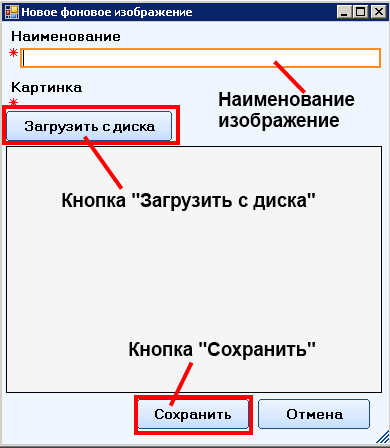 Новое фоновое изображение
Наименование
*
Наименование
изображение
Картинка
*
Загрузить с диска
Кнопка "Загрузить с диска"
Кнопка "Сохранить"
Сохранить
Отмена